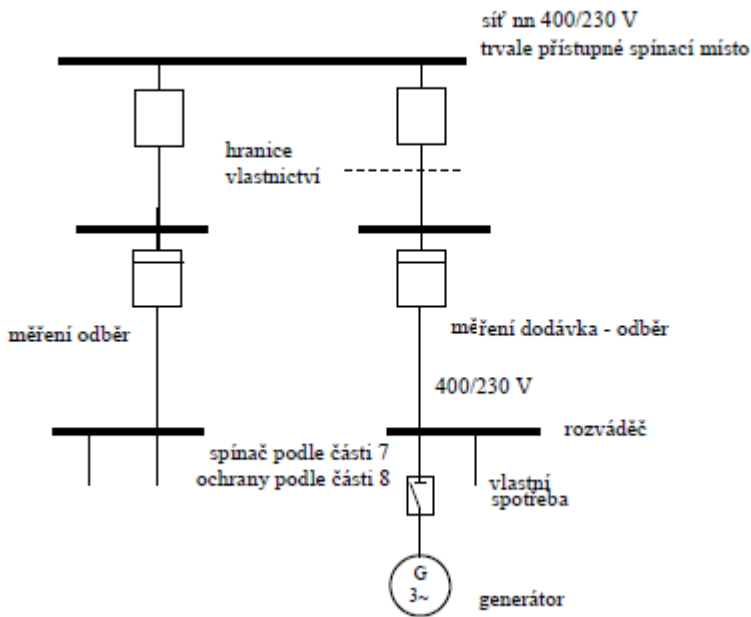 síť nn 400/230 V
trvale přístupné spínací místo
hranice
vlastnictví
měření odběr
měření dodávka - odběr
400/230 V
rozváděč
spínač podle části 7
ochrany podle části 8
vlastní
spotřeba
G
3~
generátor